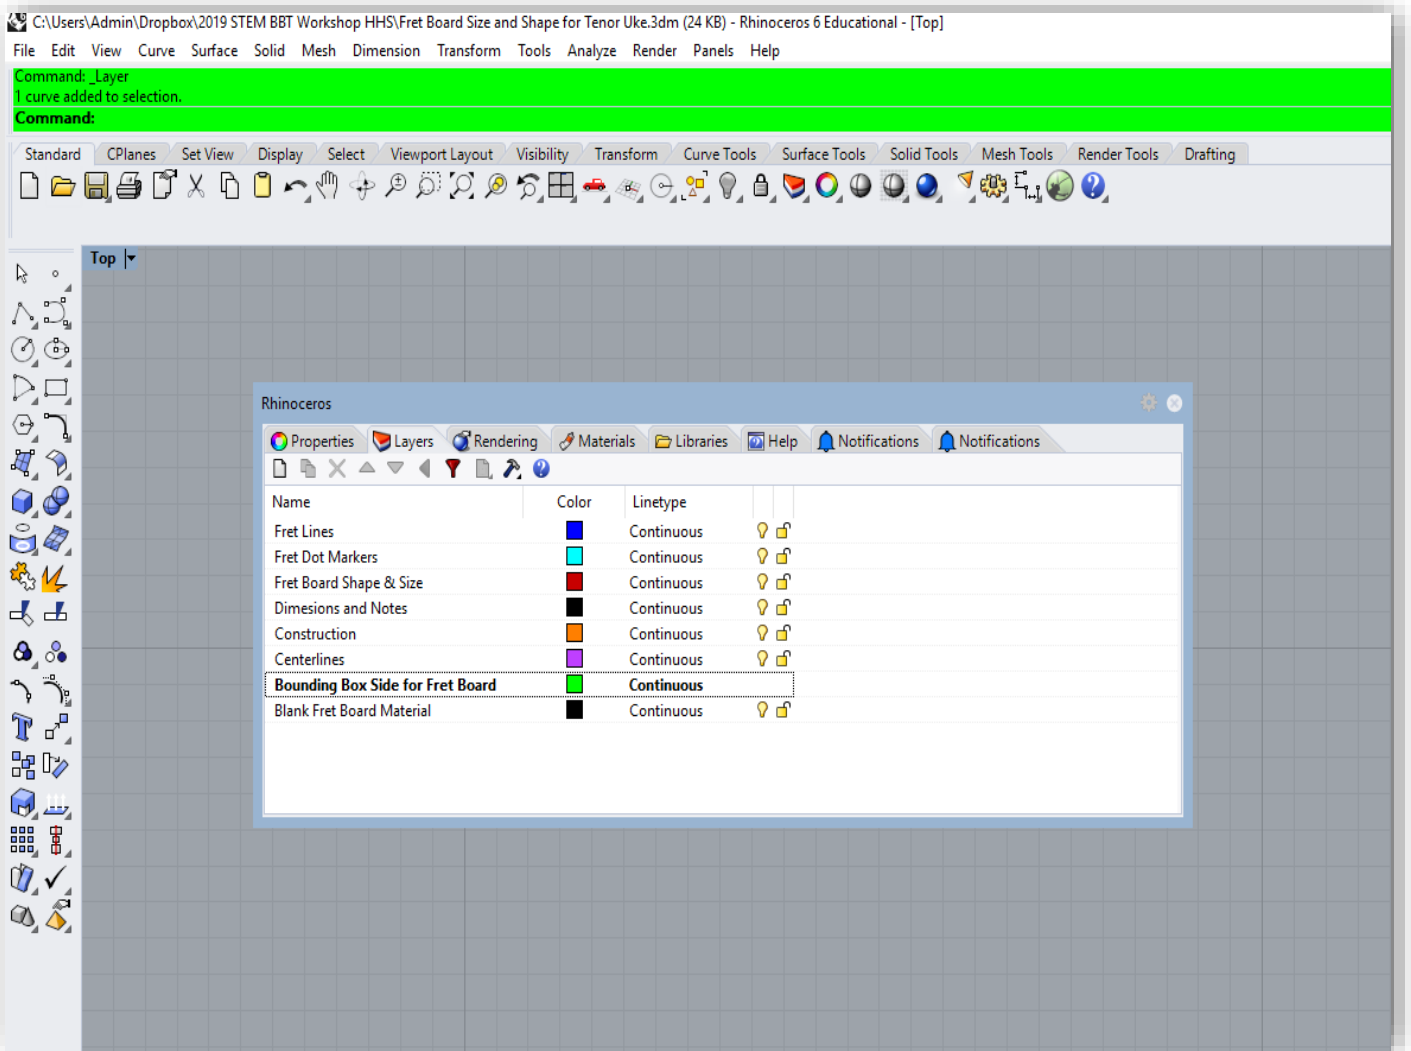 C:\Users\Admin\Dropbox\2019 STEM BBT Workshop HHS\Fret Board Size and Shape for Tenor Uke.3dm (24 KB) - Rhinoceros 6 Educational - [Top]
File Edit View Curve Surface Solid Mesh Dimension Transform Tools Analyze Render Panels Help
Command: _Layer
1 curve added to selection.
Command:
Standard CPlanes Set View Display Select Viewport Layout Visibility Transform Curve Tools Surface Tools Solid Tools Mesh Tools Render Tools Drafting
Top
Rhinoceros
Properties Layers Rendering Materials Libraries Help Notifications Notifications
Name Color Linetype
Fret Lines Continuous
Fret Dot Markers Continuous
Fret Board Shape & Size Continuous
Dimesions and Notes Continuous
Construction Continuous
Centerlines Continuous
Bounding Box Side for Fret Board Continuous
Blank Fret Board Material Continuous